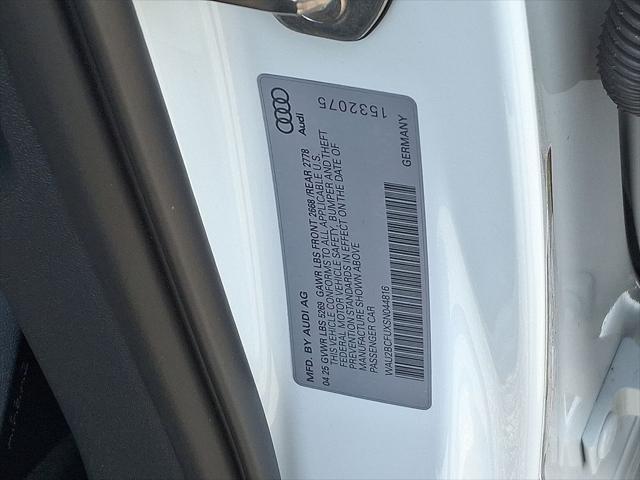 MFD. BY AUDI AG
04.25 GVWR LBS 5269 GAWR LBS FRONT 2668 /REAR 2778
THIS VEHICLE CONFORMS TO ALL APPLICABLE U.S.
FEDERAL MOTOR VEHICLE SAFETY, BUMPER AND THEFT
PREVENTION STANDARDS IN EFFECT ON THE DATE OF
MANUFACTURE SHOWN ABOVE
PASSENGER CAR
WAU2BCFUXSN044816
Audi
1532075
GERMANY